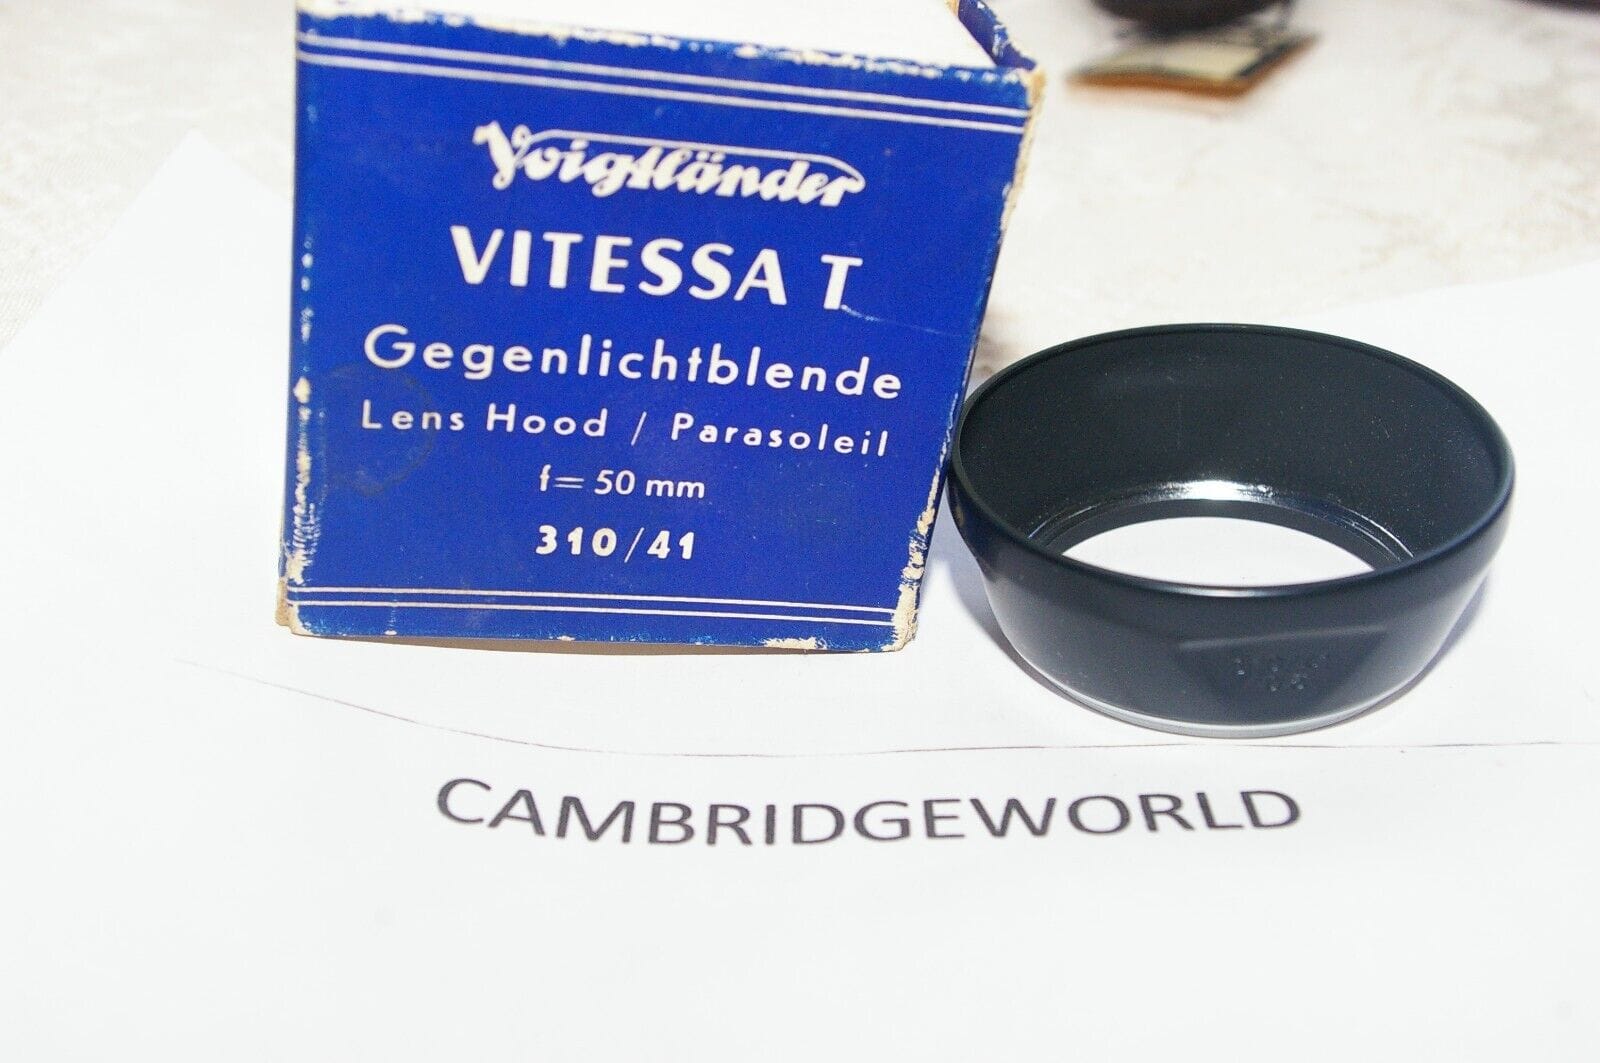 Voigtländer
VITESSA T
Gegenlichtblende
Lens Hood / Parasoleil
f= 50 mm
310/41
CAMBRIDGEWORLD